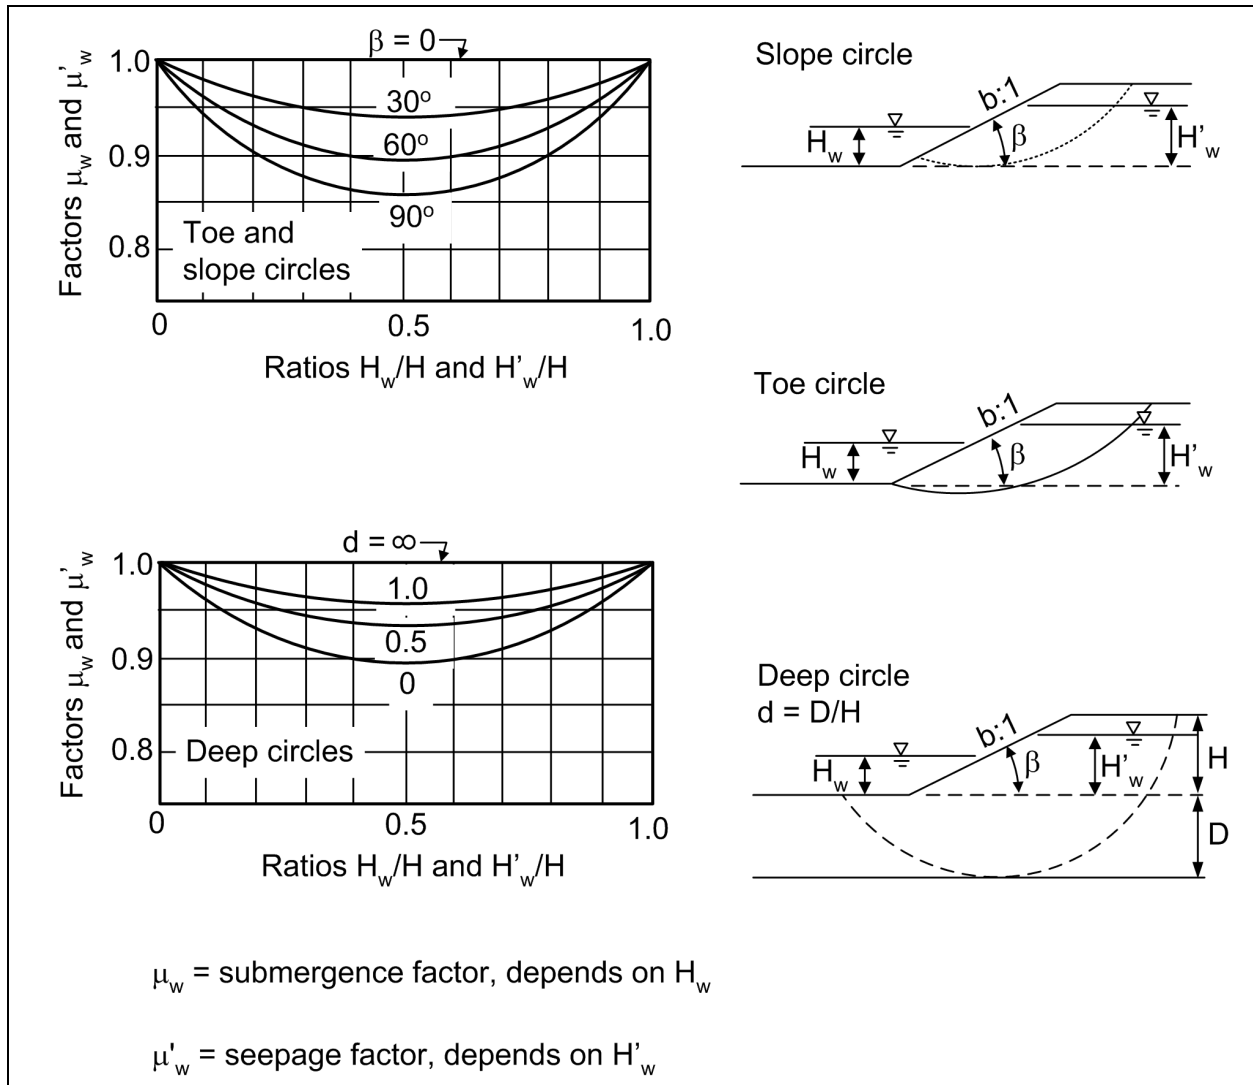 β = 0
1.0
30°
60°
0.9
90°
0.8
Toe and
slope circles
Factors μw and μ'w
0
0.5
1.0
Ratios Hw/H and H'w/H
Slope circle
b:1
Hw
β
H'w
Toe circle
b:1
Hw
β
H'w
d = ∞
1.0
1.0
0.5
0.9
0
0.8
Deep circles
Factors μw and μ'w
0
0.5
1.0
Ratios Hw/H and H'w/H
Deep circle
d = D/H
b:1
Hw
β
H'w
H
D
μw = submergence factor, depends on Hw
μ'w = seepage factor, depends on H'w